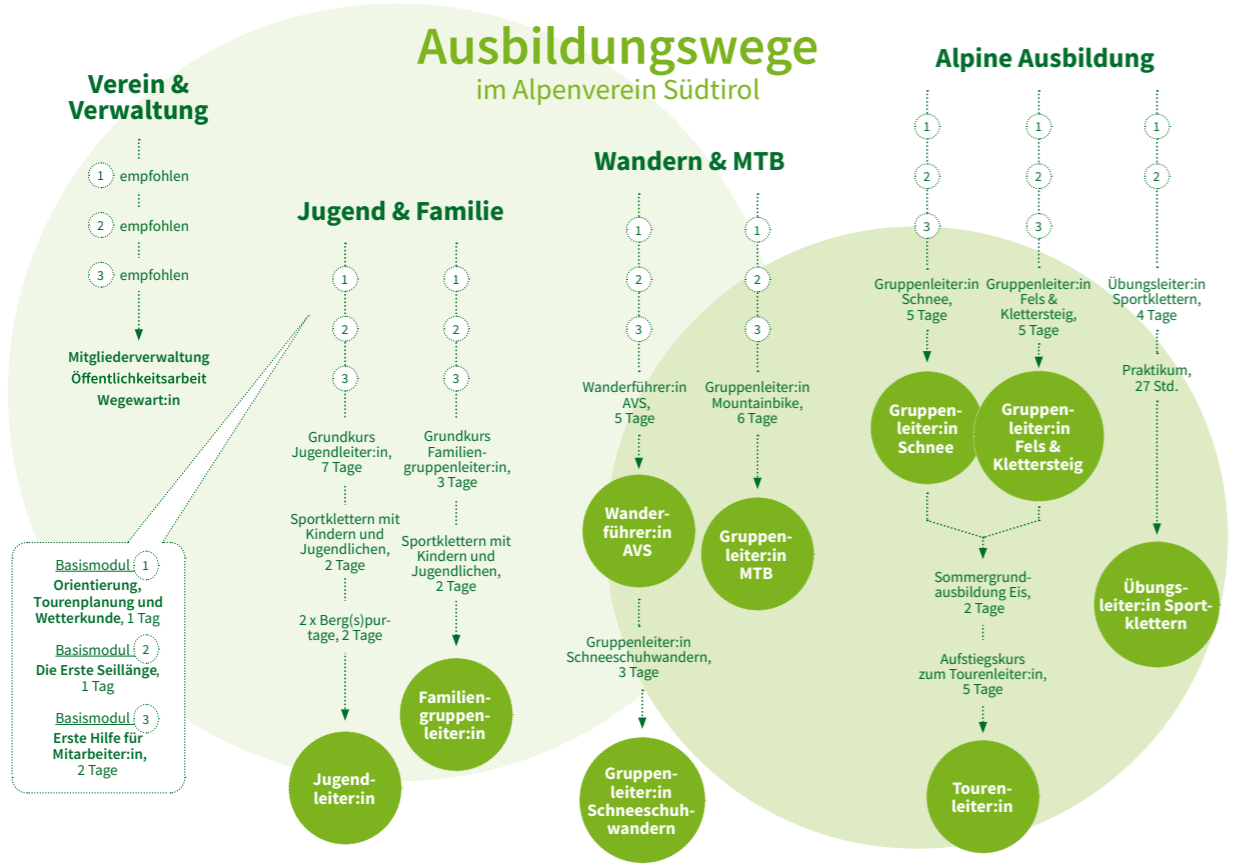 Ausbildungswege
im Alpenverein Südtirol
Verein &
Verwaltung
1 empfohlen
2 empfohlen
3 empfohlen
Mitgliederverwaltung
Öffentlichkeitsarbeit
Wegewart:in
Basismodul 1
Orientierung,
Tourenplanung und
Wetterkunde, 1 Tag
Basismodul 2
Die Erste Seillänge,
1 Tag
Basismodul 3
Erste Hilfe für
Mitarbeiter:in,
2 Tage
Jugend & Familie
1
2
3
Grundkurs
Jugendleiter:in,
7 Tage
Sportklettern mit
Kindern und
Jugendlichen,
2 Tage
2 x Berg(s)pur-
tage, 2 Tage
Jugend-
leiter:in
1
2
3
Grundkurs
Familien-
gruppenleiter:in,
3 Tage
Sportklettern mit
Kindern und
Jugendlichen,
2 Tage
Familien-
gruppen-
leiter:in
Wandern & MTB
1
2
3
Wanderführer:in
AVS,
5 Tage
Wander-
führer:in
AVS
Gruppenleiter:in
Schneeschuhwandern,
3 Tage
Gruppen-
leiter:in
Schneeschuh-
wandern
1
2
3
Gruppenleiter:in
Mountainbike,
6 Tage
Gruppen-
leiter:in
MTB
Alpine Ausbildung
1
2
3
Gruppenleiter:in
Schnee,
5 Tage
Gruppen-
leiter:in
Schnee
1
2
3
Gruppenleiter:in
Fels &
Klettersteig,
5 Tage
Gruppen-
leiter:in
Fels &
Klettersteig
Sommergrund-
ausbildung Eis,
2 Tage
Aufstiegskurs
zum Tourenleiter:in,
5 Tage
Touren-
leiter:in
1
2
Übungsleiter:in
Sportklettern,
4 Tage
Praktikum,
27 Std.
Übungs-
leiter:in Sport-
klettern